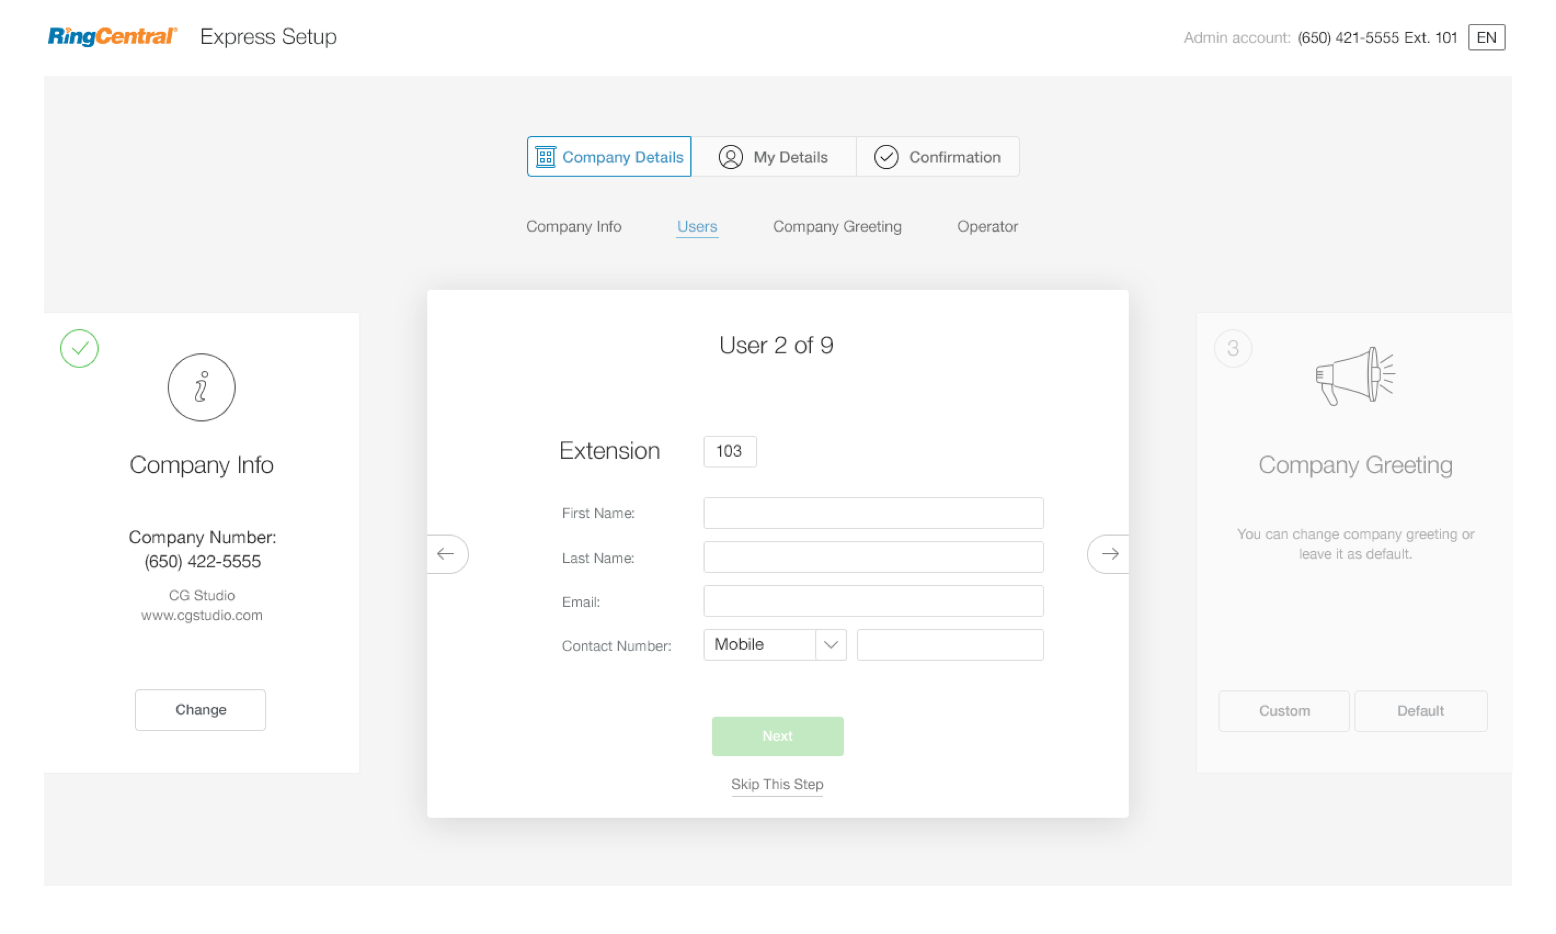 RingCentral® Express Setup
Admin account: (650) 421-5555 Ext. 101 EN
Company Details My Details Confirmation
Company Info Users Company Greeting Operator
Company Info
Company Number:
(650) 422-5555
CG Studio
www.cgstudio.com
Change
User 2 of 9
Extension 103
First Name:
Last Name:
Email:
Contact Number: Mobile
Next
Skip This Step
3
Company Greeting
You can change company greeting or
leave it as default.
Custom Default